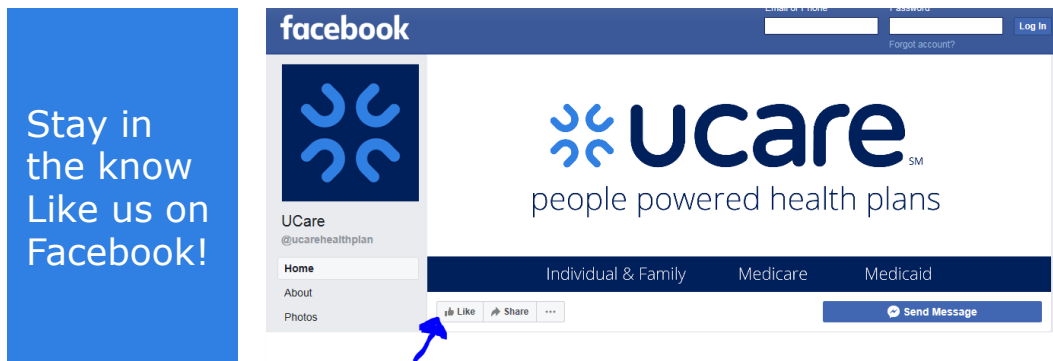 Stay in
the know
Like us on
Facebook!
facebook
Email or Phone
Password
Log In
Forgot account?
UCare
@ucarehealthplan
Home
About
Photos
ucare SM
people powered health plans
Individual & Family Medicare Medicaid
Like Share ...
Send Message